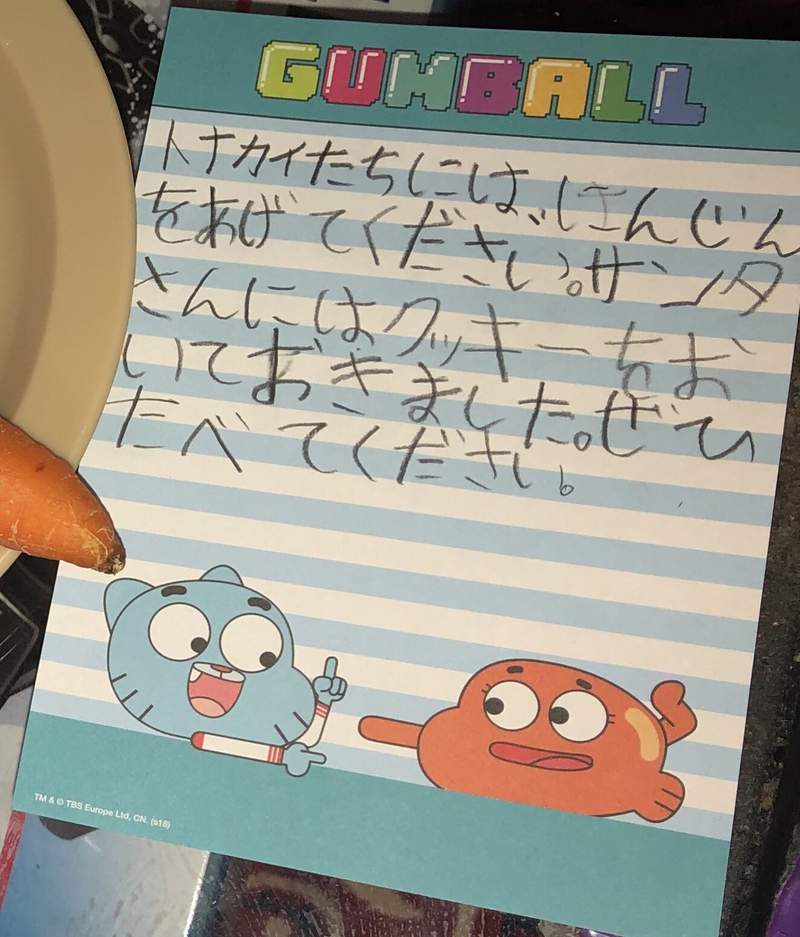 GUMBALL
トナカイたちには、にんじん
をあげてください。サンタ
さんにはクッキーをお
いておきました。ぜひ
たべてください。
TM & © TBS Europe Ltd, CN. (s18)